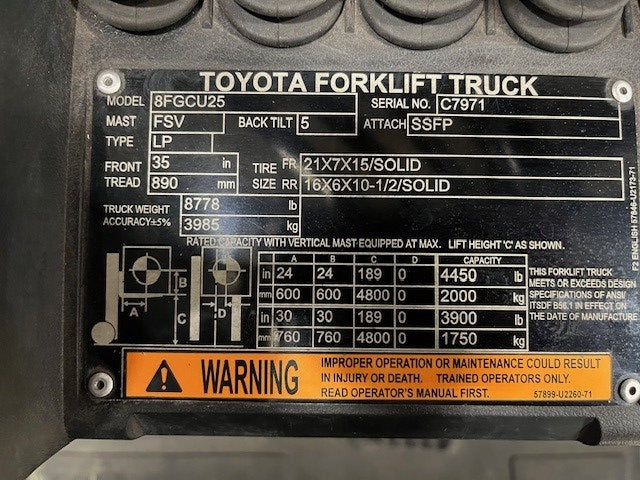 TOYOTA FORKLIFT TRUCK
MODEL 8FGCU25 SERIAL NO. C7971
MAST FSV BACK TILT 5 ATTACH SSFP
TYPE LP
FRONT 35 in TIRE FR 21X7X15/SOLID
TREAD 890 mm SIZE RR 16X6X10-1/2/SOLID
TRUCK WEIGHT 8778 lb
ACCURACY±5% 3985 kg
RATED CAPACITY WITH VERTICAL MAST EQUIPPED AT MAX. LIFT HEIGHT 'C' AS SHOWN.
A B C D CAPACITY
in 24 24 189 0 4450 lb
mm 600 600 4800 0 2000 kg
in 30 30 189 0 3900 lb
mm 760 760 4800 0 1750 kg
A B C D
THIS FORKLIFT TRUCK
MEETS OR EXCEEDS DESIGN
SPECIFICATIONS OF ANSI/
ITSDF B56.1 IN EFFECT ON
THE DATE OF MANUFACTURE.
WARNING
IMPROPER OPERATION OR MAINTENANCE COULD RESULT
IN INJURY OR DEATH. TRAINED OPERATORS ONLY.
READ OPERATOR'S MANUAL FIRST. 57899-U2260-71